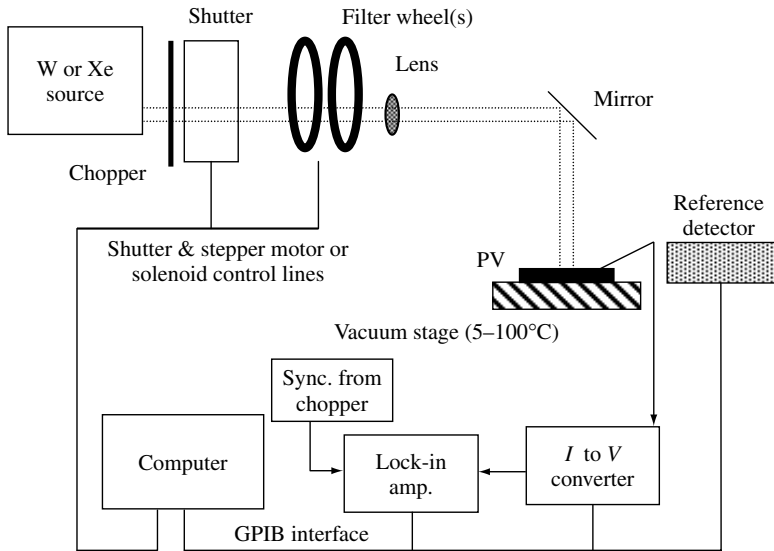 Shutter
Filter wheel(s)
W or Xe
source
Lens
Mirror
Chopper
Reference
detector
Shutter & stepper motor or
solenoid control lines
PV
Vacuum stage (5–100°C)
Sync. from
chopper
Computer
Lock-in
amp.
I to V
converter
GPIB interface